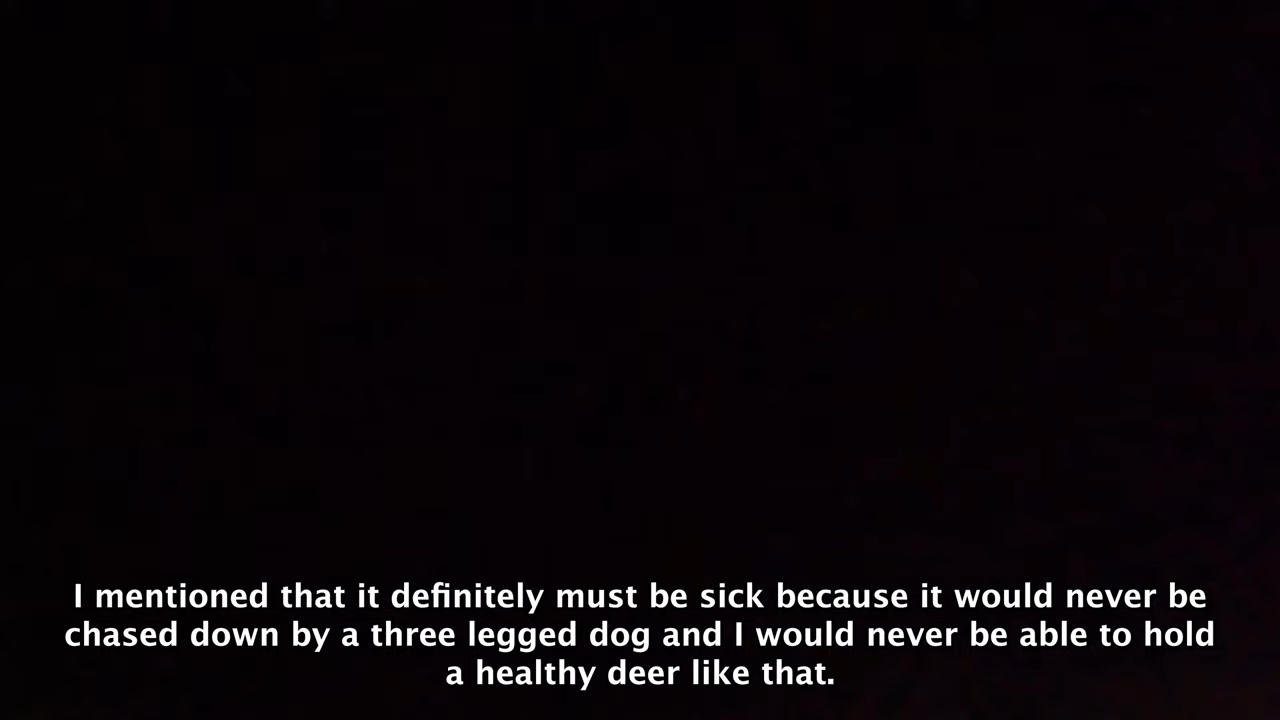 I mentioned that it definitely must be sick because it would never be
chased down by a three legged dog and I would never be able to hold
a healthy deer like that.